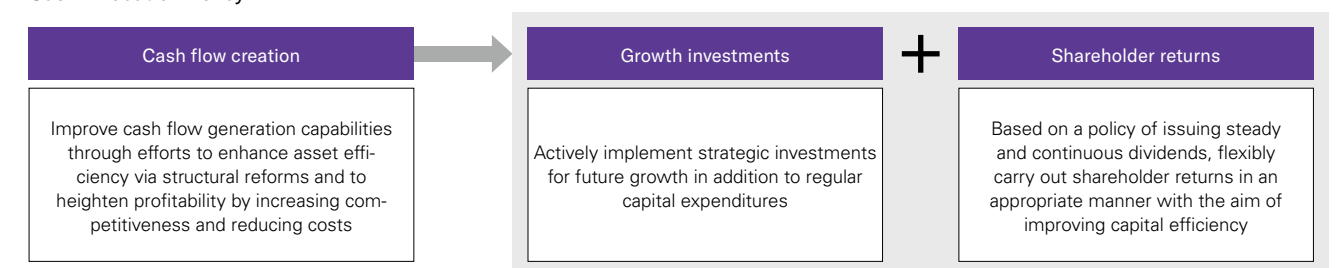 Cash flow creation
Improve cash flow generation capabilities
through efforts to enhance asset effi-
ciency via structural reforms and to
heighten profitability by increasing com-
petitiveness and reducing costs
Growth investments
Actively implement strategic investments
for future growth in addition to regular
capital expenditures
+
Shareholder returns
Based on a policy of issuing steady
and continuous dividends, flexibly
carry out shareholder returns in an
appropriate manner with the aim of
improving capital efficiency